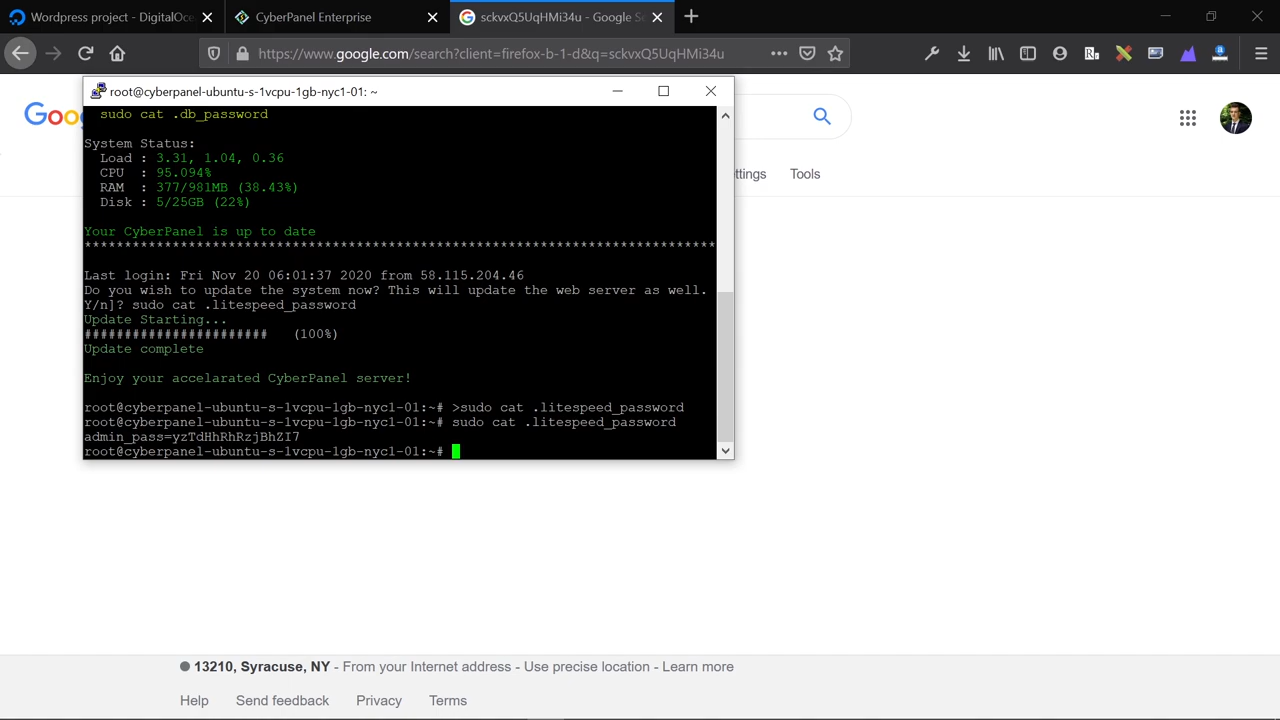 Wordpress project - DigitalOce
CyberPanel Enterprise
sckvxQ5UqHMi34u - Google Se
https://www.google.com/search?client=firefox-b-1-d&q=sckvxQ5UqHMi34u
root@cyberpanel-ubuntu-s-1vcpu-1gb-nyc1-01: ~
Goo
ettings
Tools
sudo cat .db_password
System Status:
Load : 3.31, 1.04, 0.36
CPU : 95.094%
RAM : 377/981MB (38.43%)
Disk : 5/25GB (22%)
Your CyberPanel is up to date
*******************************************************************************
Last login: Fri Nov 20 06:01:37 2020 from 58.115.204.46
Do you wish to update the system now? This will update the web server as well.
Y/n]? sudo cat .litespeed_password
Update Starting...
####################### (100%)
Update complete
Enjoy your accelarated CyberPanel server!
root@cyberpanel-ubuntu-s-1vcpu-1gb-nyc1-01:~# >sudo cat .litespeed_password
root@cyberpanel-ubuntu-s-1vcpu-1gb-nyc1-01:~# sudo cat .litespeed_password
admin_pass=yzTdHhRhRzjBhZI7
root@cyberpanel-ubuntu-s-1vcpu-1gb-nyc1-01:~#
13210, Syracuse, NY - From your Internet address - Use precise location - Learn more
Help Send feedback Privacy Terms